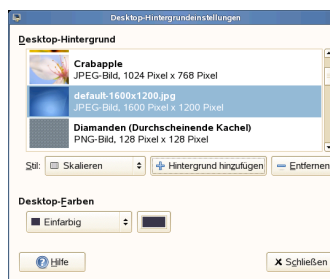 Desktop-Hintergrundeinstellungen
Desktop-Hintergrund
Crabapple
JPEG-Bild, 1024 Pixel x 768 Pixel
default-1600x1200.jpg
JPEG-Bild, 1600 Pixel x 1200 Pixel
Diamanden (Durchscheinende Kachel)
PNG-Bild, 128 Pixel x 128 Pixel
Stil: Skalieren Hintergrund hinzufügen Entfernen
Desktop-Farben
Einfarbig
Hilfe Schließen